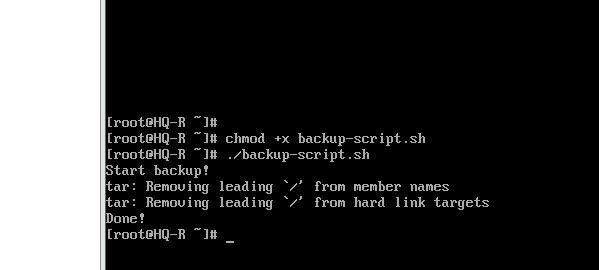 [root@HQ-R ~]#
[root@HQ-R ~]# chmod +x backup-script.sh
[root@HQ-R ~]# ./backup-script.sh
Start backup!
tar: Removing leading `/' from member names
tar: Removing leading `/' from hard link targets
Done!
[root@HQ-R ~]# _